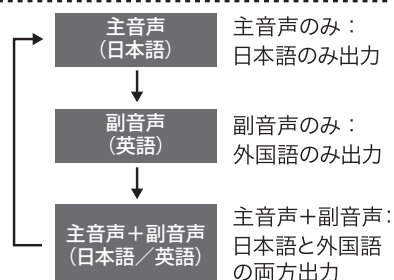 主音声
（日本語）
主音声のみ：
日本語のみ出力
副音声
（英語）
副音声のみ：
外国語のみ出力
主音声＋副音声
（日本語／英語）
主音声＋副音声：
日本語と外国語
の両方出力